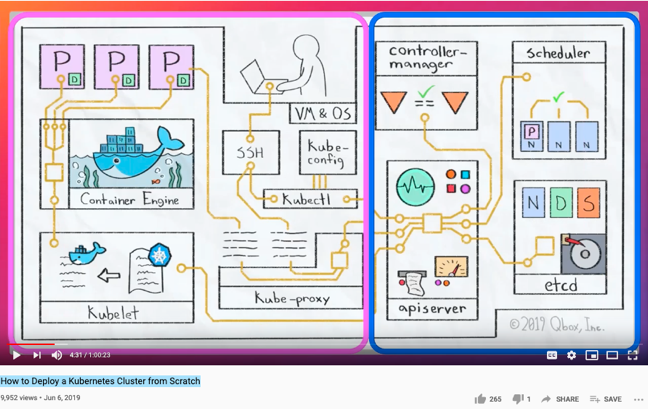 P P P
D D D
VM & OS
Container Engine
SSH
Kube-
config
Kubectl
Kubelet
Kube-proxy
controller-
manager
==
scheduler
P
N N N
apiserver
N D S
etcd
©2019 Qbox, Inc.
4:31 / 1:00:23
CC
How to Deploy a Kubernetes Cluster from Scratch
9,952 views • Jun 6, 2019
265 1 SHARE SAVE